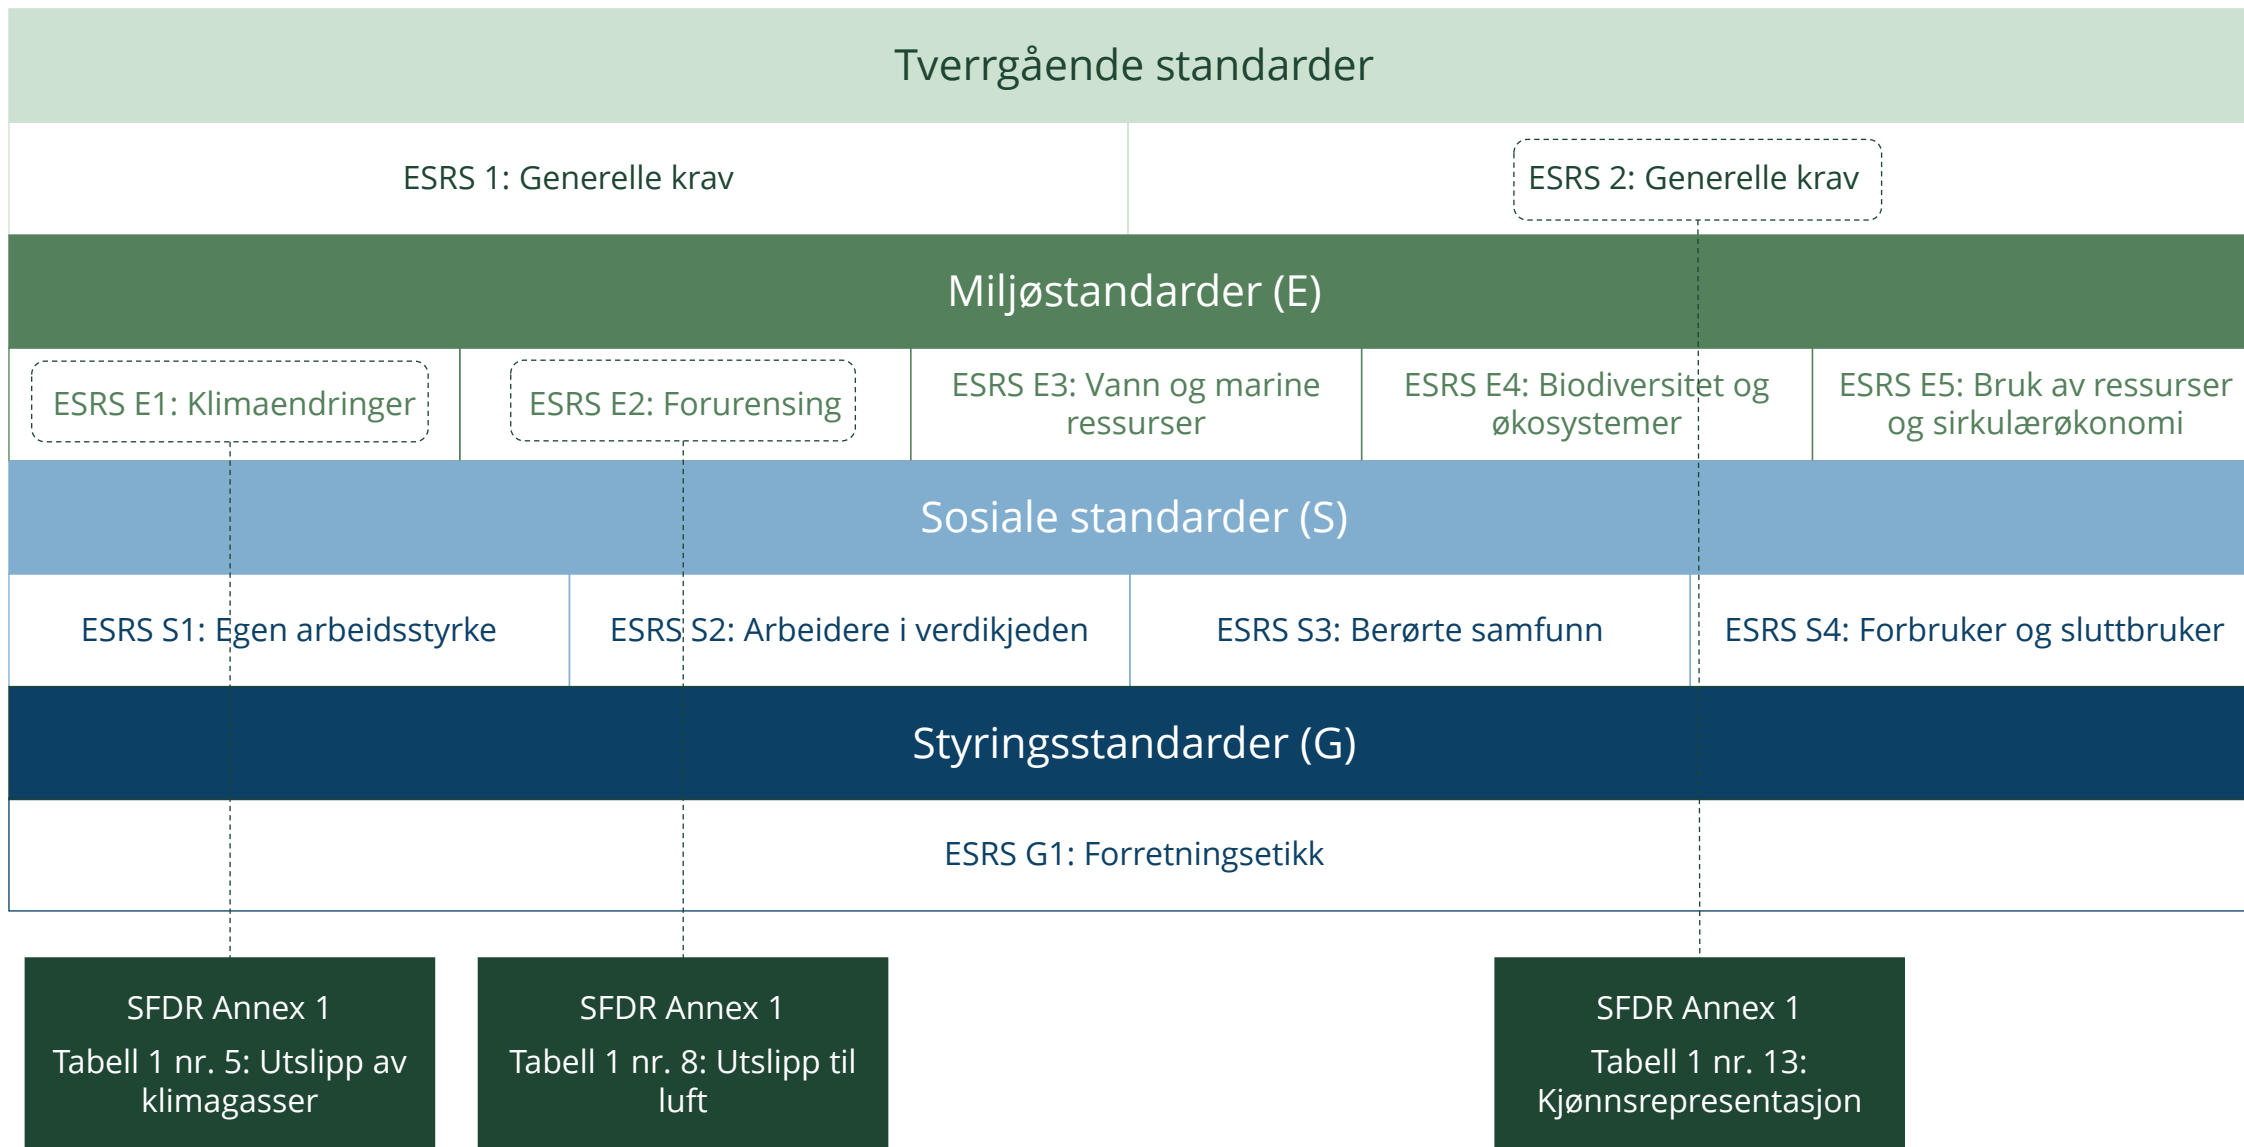 Tverrgående standarder
ESRS 1: Generelle krav
ESRS 2: Generelle krav
Miljøstandarder (E)
ESRS E1: Klimaendringer
ESRS E2: Forurensing
ESRS E3: Vann og marine
ressurser
ESRS E4: Biodiversitet og
økosystemer
ESRS E5: Bruk av ressurser
og sirkulærøkonomi
Sosiale standarder (S)
ESRS S1: Egen arbeidsstyrke
ESRS S2: Arbeidere i verdikjeden
ESRS S3: Berørte samfunn
ESRS S4: Forbruker og sluttbruker
Styringsstandarder (G)
ESRS G1: Forretningsetikk
SFDR Annex 1
Tabell 1 nr. 5: Utslipp av
klimagasser
SFDR Annex 1
Tabell 1 nr. 8: Utslipp til
luft
SFDR Annex 1
Tabell 1 nr. 13:
Kjønnsrepresentasjon